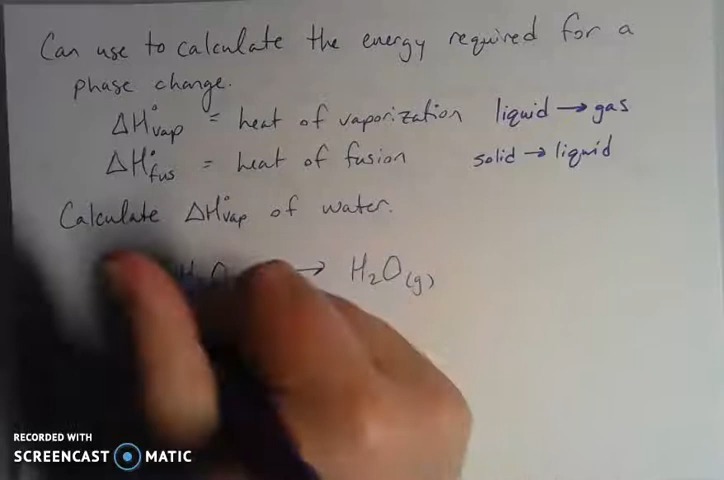 Can use to calculate the energy required for a
phase change.
ΔH°vap = heat of vaporization liquid → gas
ΔH°fus = heat of fusion solid → liquid
Calculate ΔH°vap of water.
H₂O → H₂O(g)
RECORDED WITH
SCREENCAST MATIC